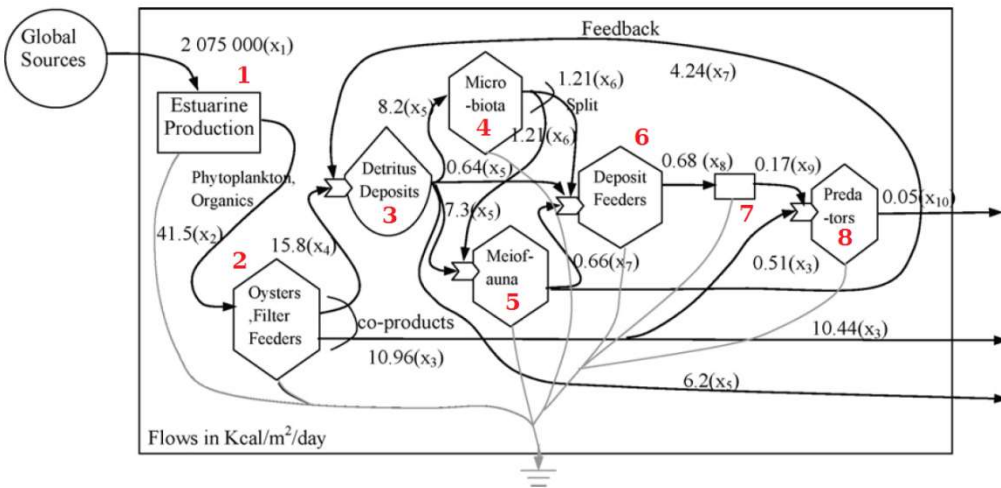 Global
Sources
2 075 000(x₁)
1
Estuarine
Production
Phytoplankton,
Organics
41.5(x₂)
2
Oysters
,Filter
Feeders
co-products
10.96(x₃)
15.8(x₄)
Detritus
Deposits
3
8.2(x₅)
0.64(x₅)
7.3(x₅)
Micro
-biota
4
1.21(x₆)
Split
1.21(x₆)
Meiof-
auna
5
0.66(x₇)
Feedback
4.24(x₇)
6
Deposit
Feeders
0.68 (x₈)
7
0.17(x₉)
Preda
-tors
8
0.05(x₁₀)
0.51(x₃)
10.44(x₃)
6.2(x₅)
Flows in Kcal/m²/day